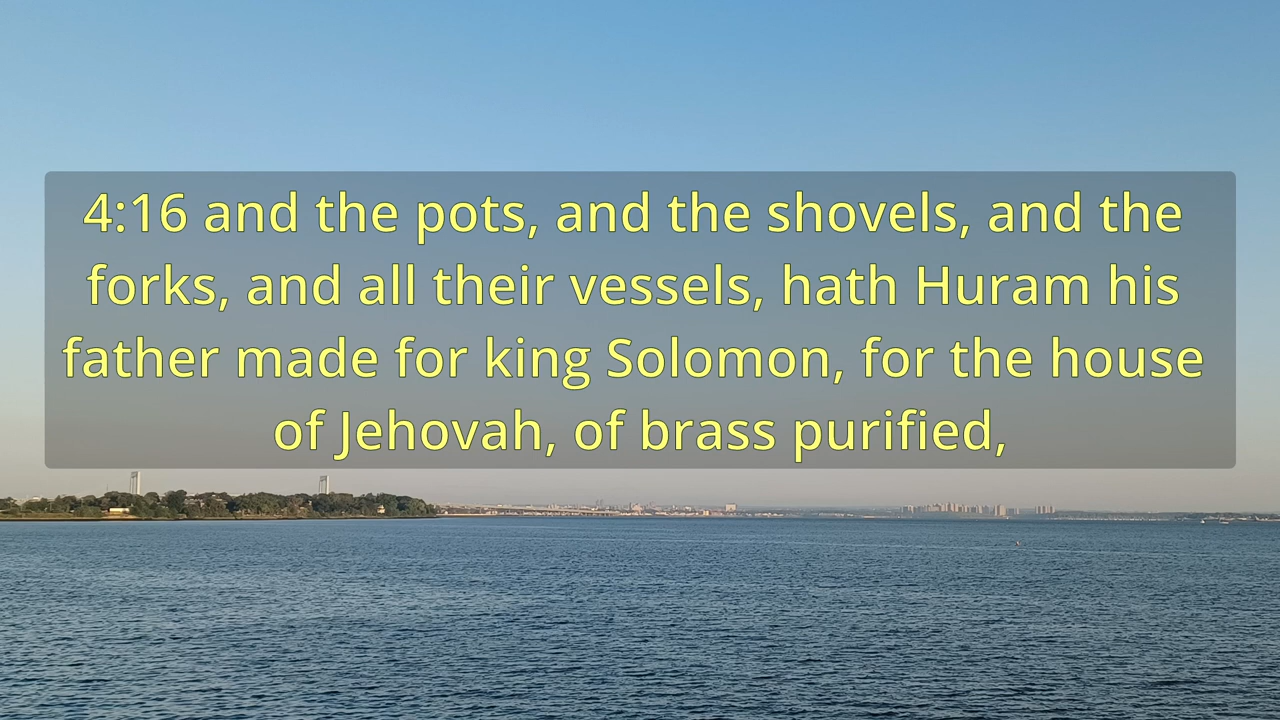 4:16 and the pots, and the shovels, and the
forks, and all their vessels, hath Huram his
father made for king Solomon, for the house
of Jehovah, of brass purified,